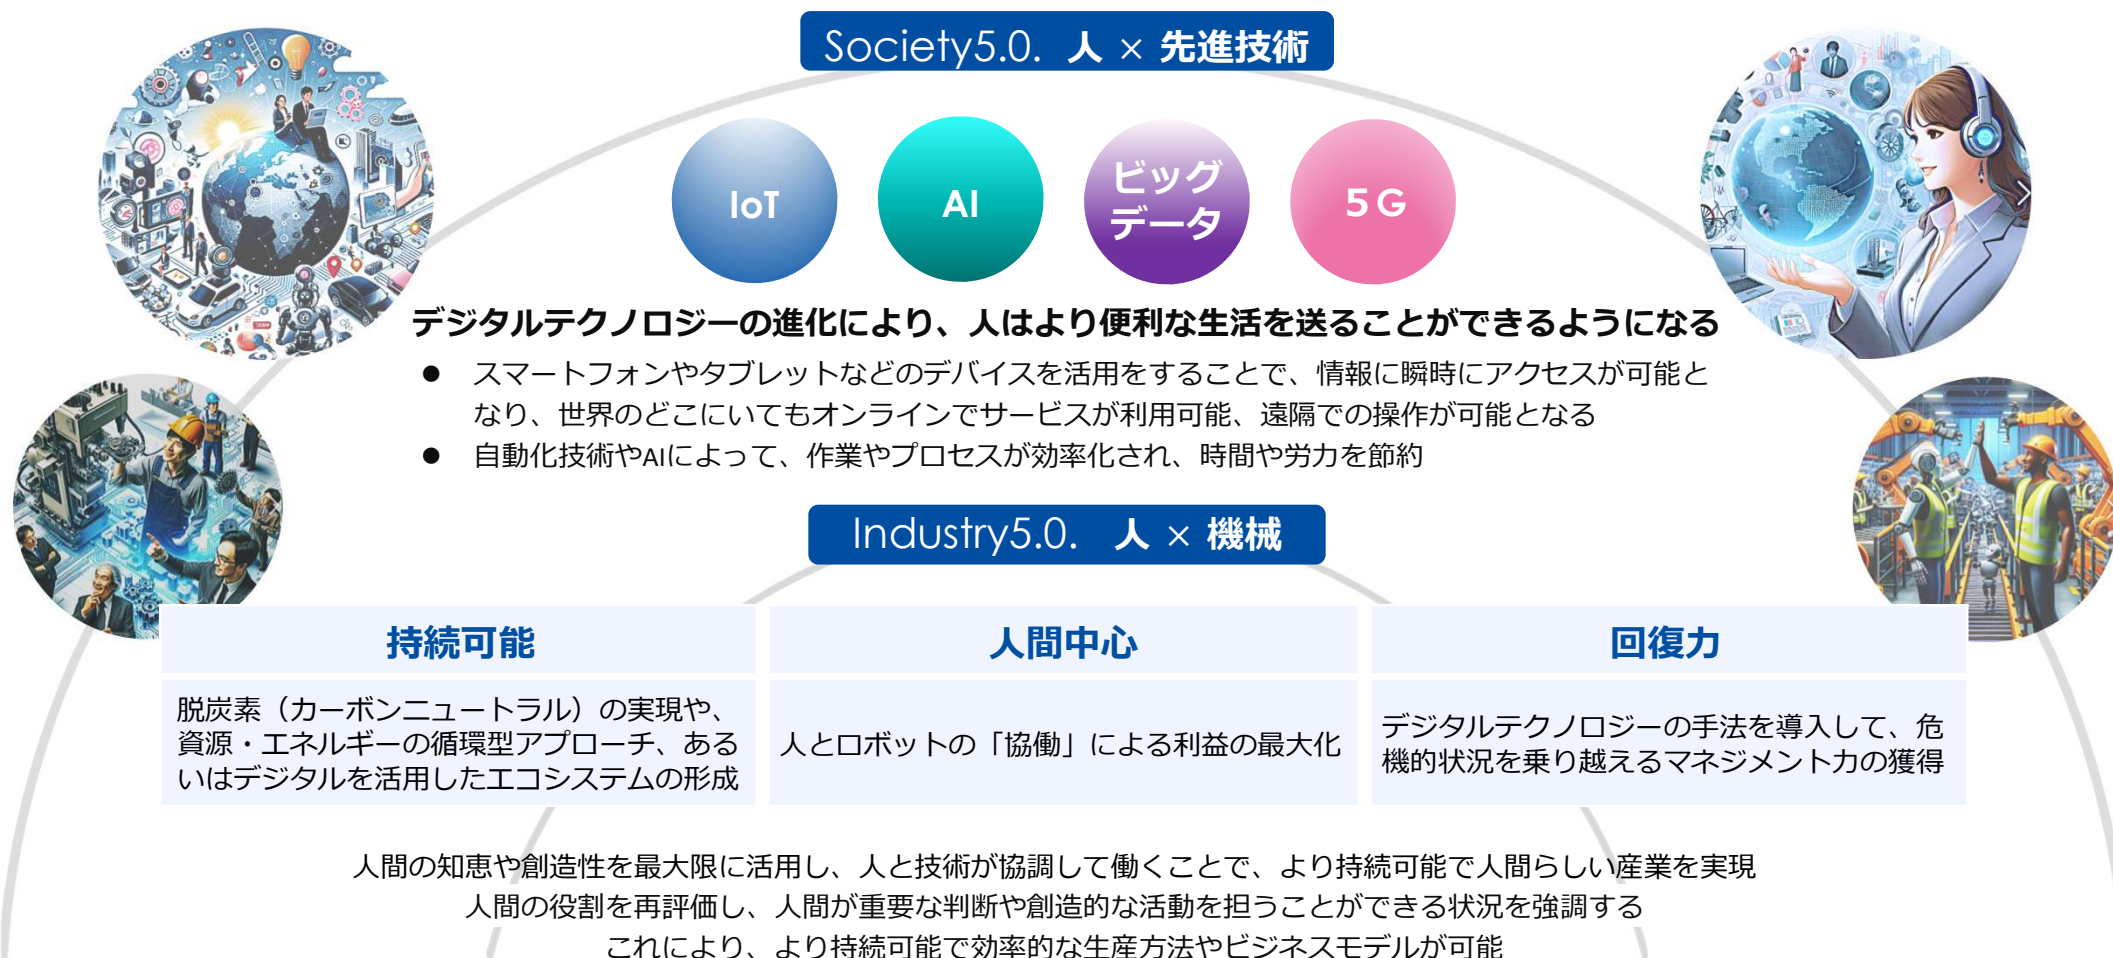 Society5.0. 人 × 先進技術
IoT
AI
ビッグ
データ
5G
デジタルテクノロジーの進化により、人はより便利な生活を送ることができるようになる
● スマートフォンやタブレットなどのデバイスを活用をすることで、情報に瞬時にアクセスが可能と
なり、世界のどこにいてもオンラインでサービスが利用可能、遠隔での操作が可能となる
● 自動化技術やAIによって、作業やプロセスが効率化され、時間や労力を節約
Industry5.0. 人 × 機械
持続可能
人間中心
回復力
脱炭素（カーボンニュートラル）の実現や、
資源・エネルギーの循環型アプローチ、ある
いはデジタルを活用したエコシステムの形成
人とロボットの「協働」による利益の最大化
デジタルテクノロジーの手法を導入して、危
機的状況を乗り越えるマネジメント力の獲得
人間の知恵や創造性を最大限に活用し、人と技術が協調して働くことで、より持続可能で人間らしい産業を実現
人間の役割を再評価し、人間が重要な判断や創造的な活動を担うことができる状況を強調する
これにより、より持続可能で効率的な生産方法やビジネスモデルが可能